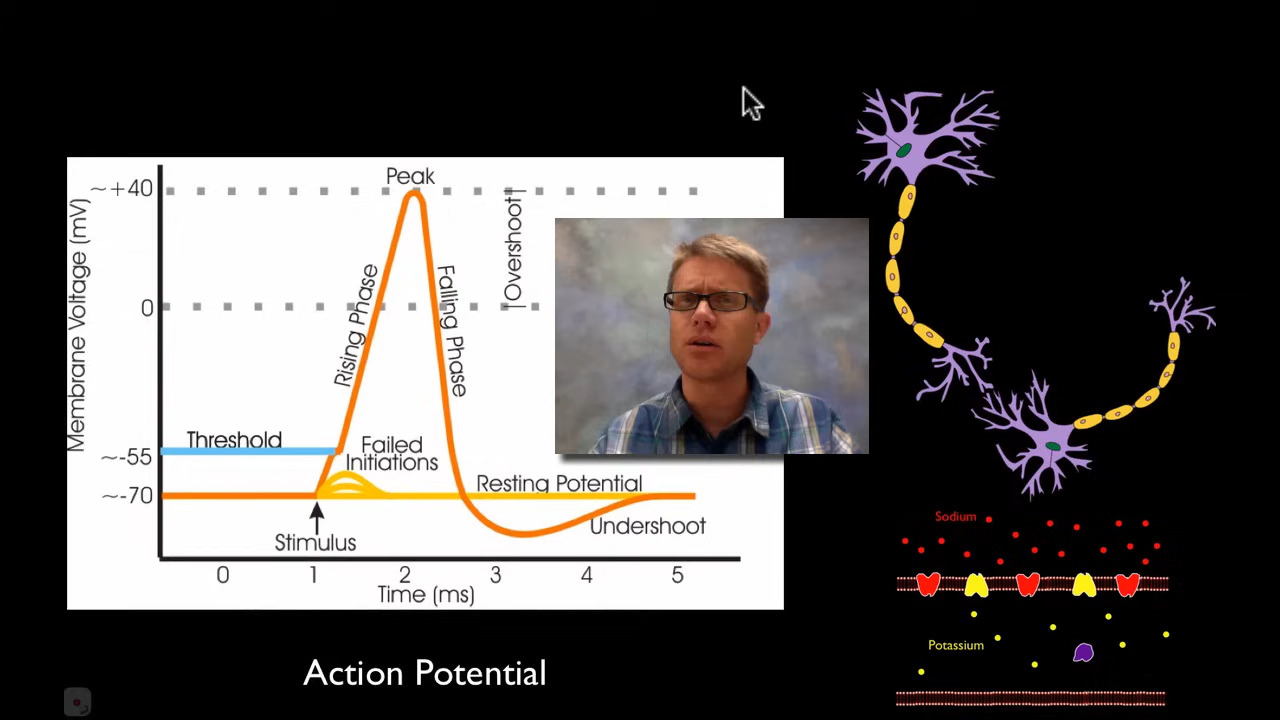 Peak
~+40
Overshoot
Membrane Voltage (mV)
0
Rising Phase
Falling Phase
Threshold
Failed
Initiations
~-55
~-70
Resting Potential
Undershoot
Stimulus
0 1 2 3 4 5
Time (ms)
Action Potential
Sodium
Potassium